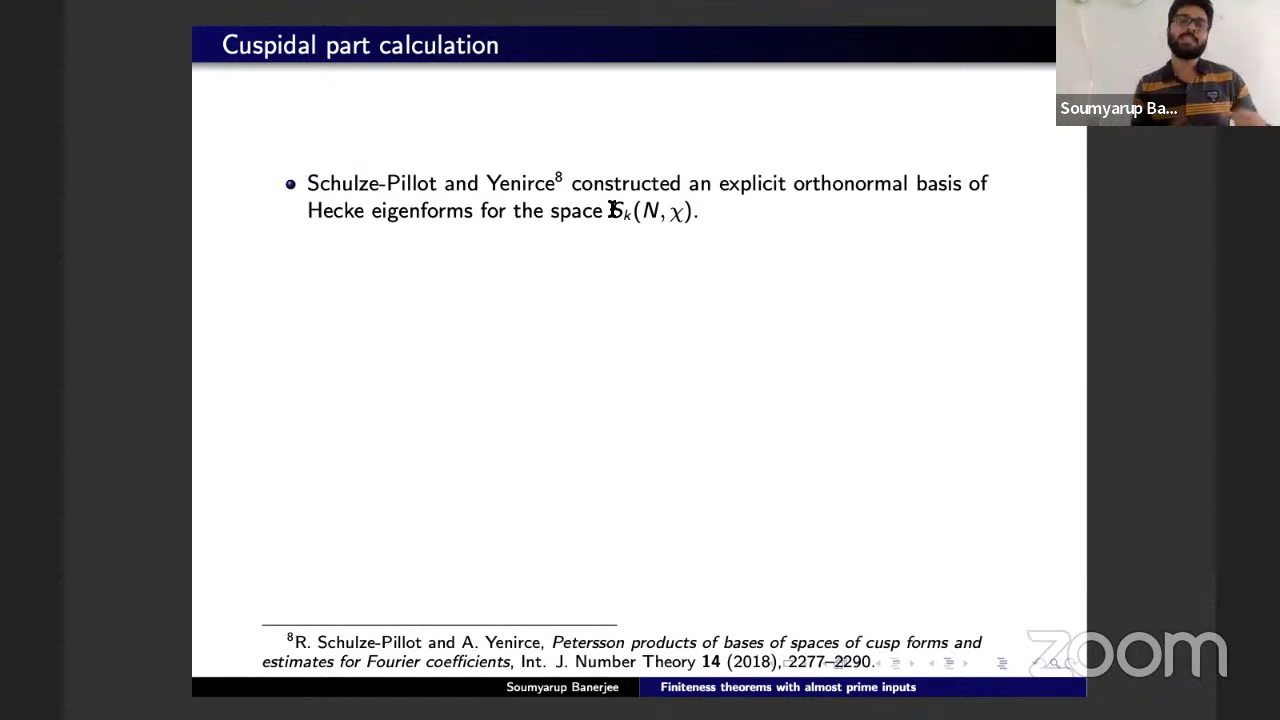 Cuspidal part calculation
Soumyarup Ba...
Schulze-Pillot and Yenirce⁸ constructed an explicit orthonormal basis of
Hecke eigenforms for the space Sₖ(N, χ).
⁸R. Schulze-Pillot and A. Yenirce, Petersson products of bases of spaces of cusp forms and
estimates for Fourier coefficients, Int. J. Number Theory 14 (2018), 2277–2290.
zoom
Soumyarup Banerjee
Finiteness theorems with almost prime inputs